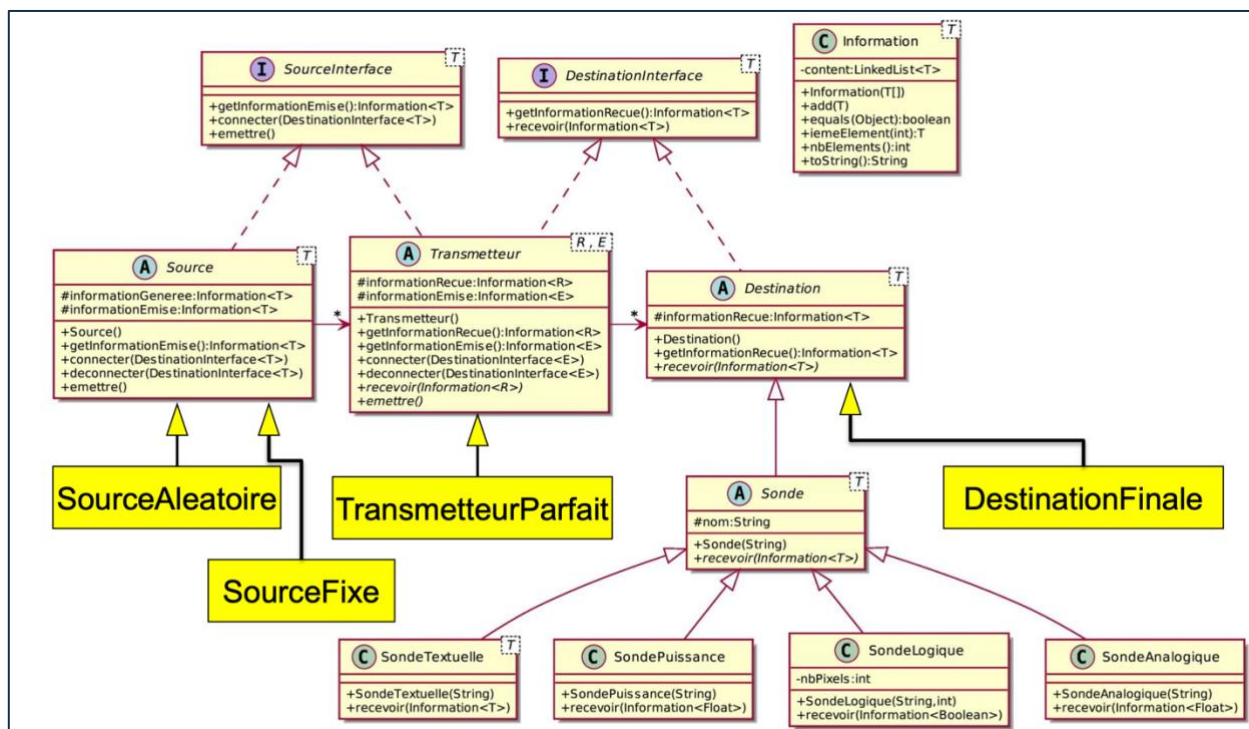 I SourceInterface T
+getInformationEmise():Information<T>
+connecter(DestinationInterface<T>)
+emettre()
I DestinationInterface T
+getInformationRecue():Information<T>
+recevoir(Information<T>)
C Information T
-content:LinkedList<T>
+Information(T[])
+add(T)
+equals(Object):boolean
+iemeElement(int):T
+nbElements():int
+toString():String
A Source T
#informationGeneree:Information<T>
#informationEmise:Information<T>
+Source()
+getInformationEmise():Information<T>
+connecter(DestinationInterface<T>)
+deconnecter(DestinationInterface<T>)
+emettre()
*
A Transmetteur R , E
#informationRecue:Information<R>
#informationEmise:Information<E>
+Transmetteur()
+getInformationRecue():Information<R>
+getInformationEmise():Information<E>
+connecter(DestinationInterface<E>)
+deconnecter(DestinationInterface<E>)
+recevoir(Information<R>)
+emettre()
*
A Destination T
#informationRecue:Information<T>
+Destination()
+getInformationRecue():Information<T>
+recevoir(Information<T>)
SourceAleatoire
SourceFixe
TransmetteurParfait
DestinationFinale
A Sonde T
#nom:String
+Sonde(String)
+recevoir(Information<T>)
C SondeTextuelle T
+SondeTextuelle(String)
+recevoir(Information<T>)
C SondePuissance
+SondePuissance(String)
+recevoir(Information<Float>)
C SondeLogique
-nbPixels:int
+SondeLogique(String,int)
+recevoir(Information<Boolean>)
C SondeAnalogique
+SondeAnalogique(String)
+recevoir(Information<Float>)